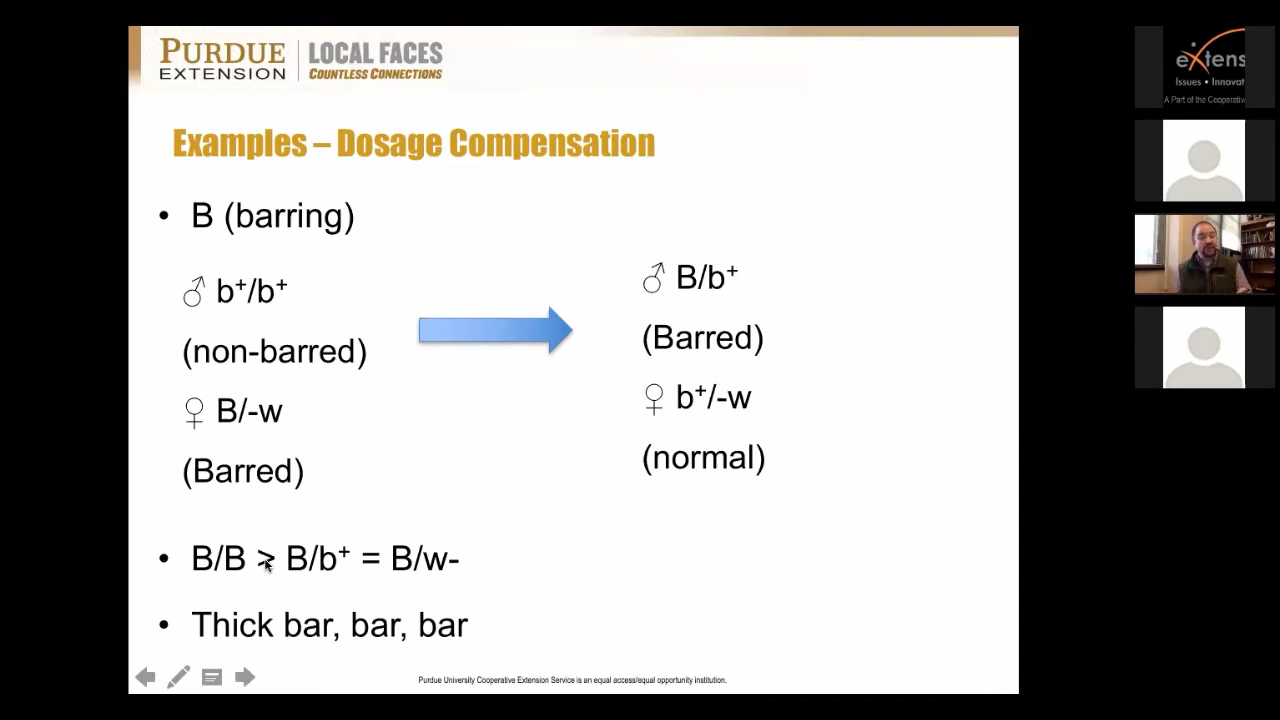 PURDUE
EXTENSION
LOCAL FACES
COUNTLESS CONNECTIONS
Examples – Dosage Compensation
• B (barring)
♂ b⁺/b⁺
(non-barred)
♀ B/-w
(Barred)
♂ B/b⁺
(Barred)
♀ b⁺/-w
(normal)
• B/B > B/b⁺ = B/w-
• Thick bar, bar, bar
Purdue University Cooperative Extension Service is an equal access/equal opportunity institution.
eXtens
Issues • Innovat
A Part of the Cooperativ